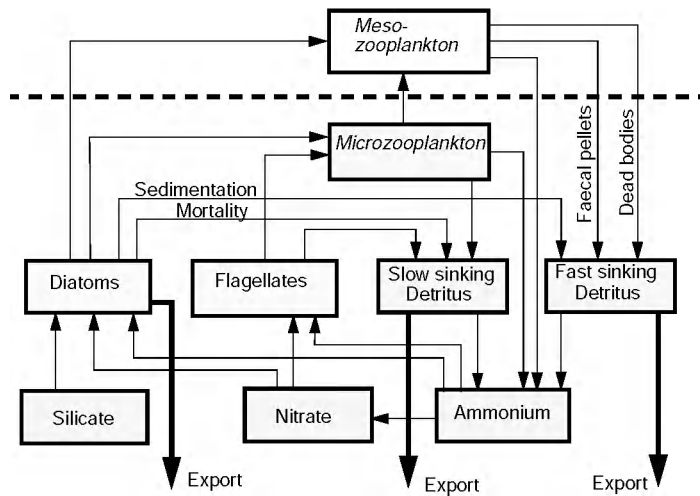 Meso-
zooplankton
Microzooplankton
Faecal pellets
Dead bodies
Sedimentation
Mortality
Diatoms
Flagellates
Slow sinking
Detritus
Fast sinking
Detritus
Silicate
Nitrate
Ammonium
Export
Export
Export